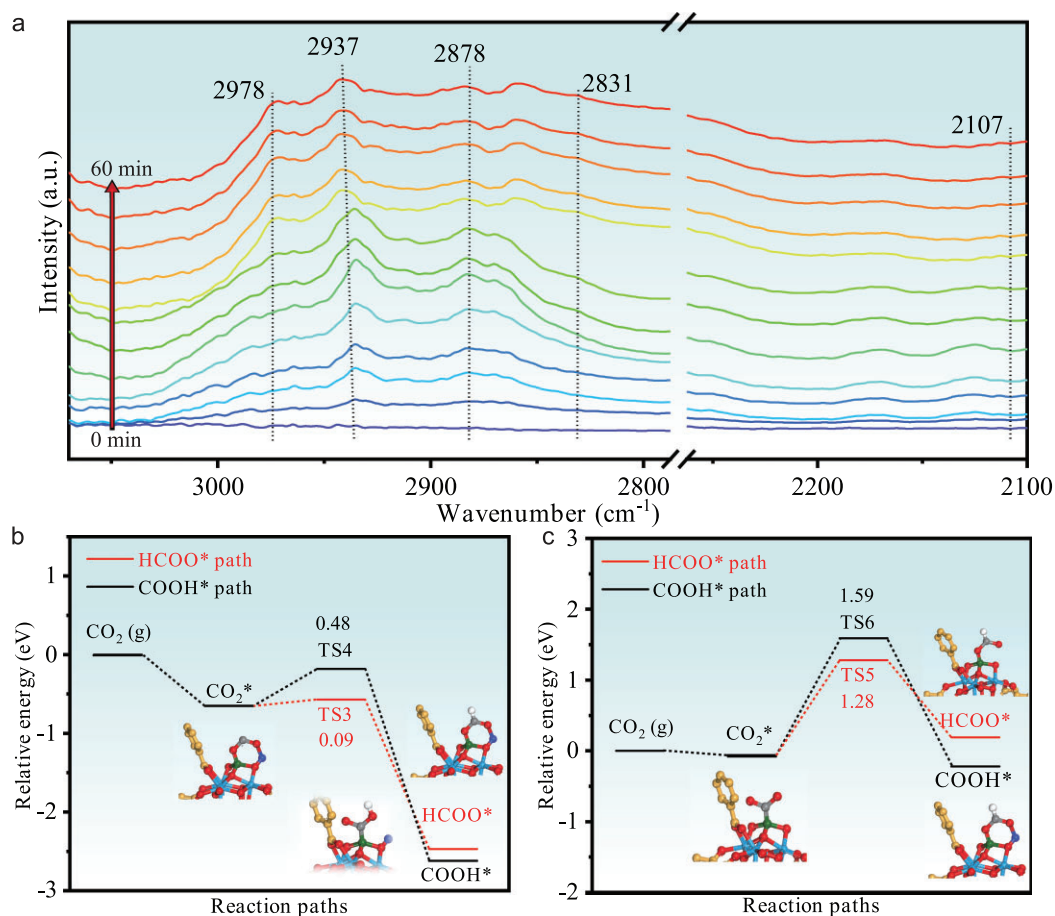 a
2937
2878
2978
2831
2107
60 min
0 min
Intensity (a.u.)
3000
2900
2800
2200
2100
Wavenumber (cm⁻¹)
b
HCOO* path
COOH* path
CO₂ (g)
CO₂*
0.48
TS4
TS3
0.09
HCOO*
COOH*
1
0
-1
-2
-3
Relative energy (eV)
Reaction paths
c
HCOO* path
COOH* path
1.59
TS6
TS5
1.28
CO₂ (g)
CO₂*
HCOO*
COOH*
3
2
1
0
-1
-2
Relative energy (eV)
Reaction paths